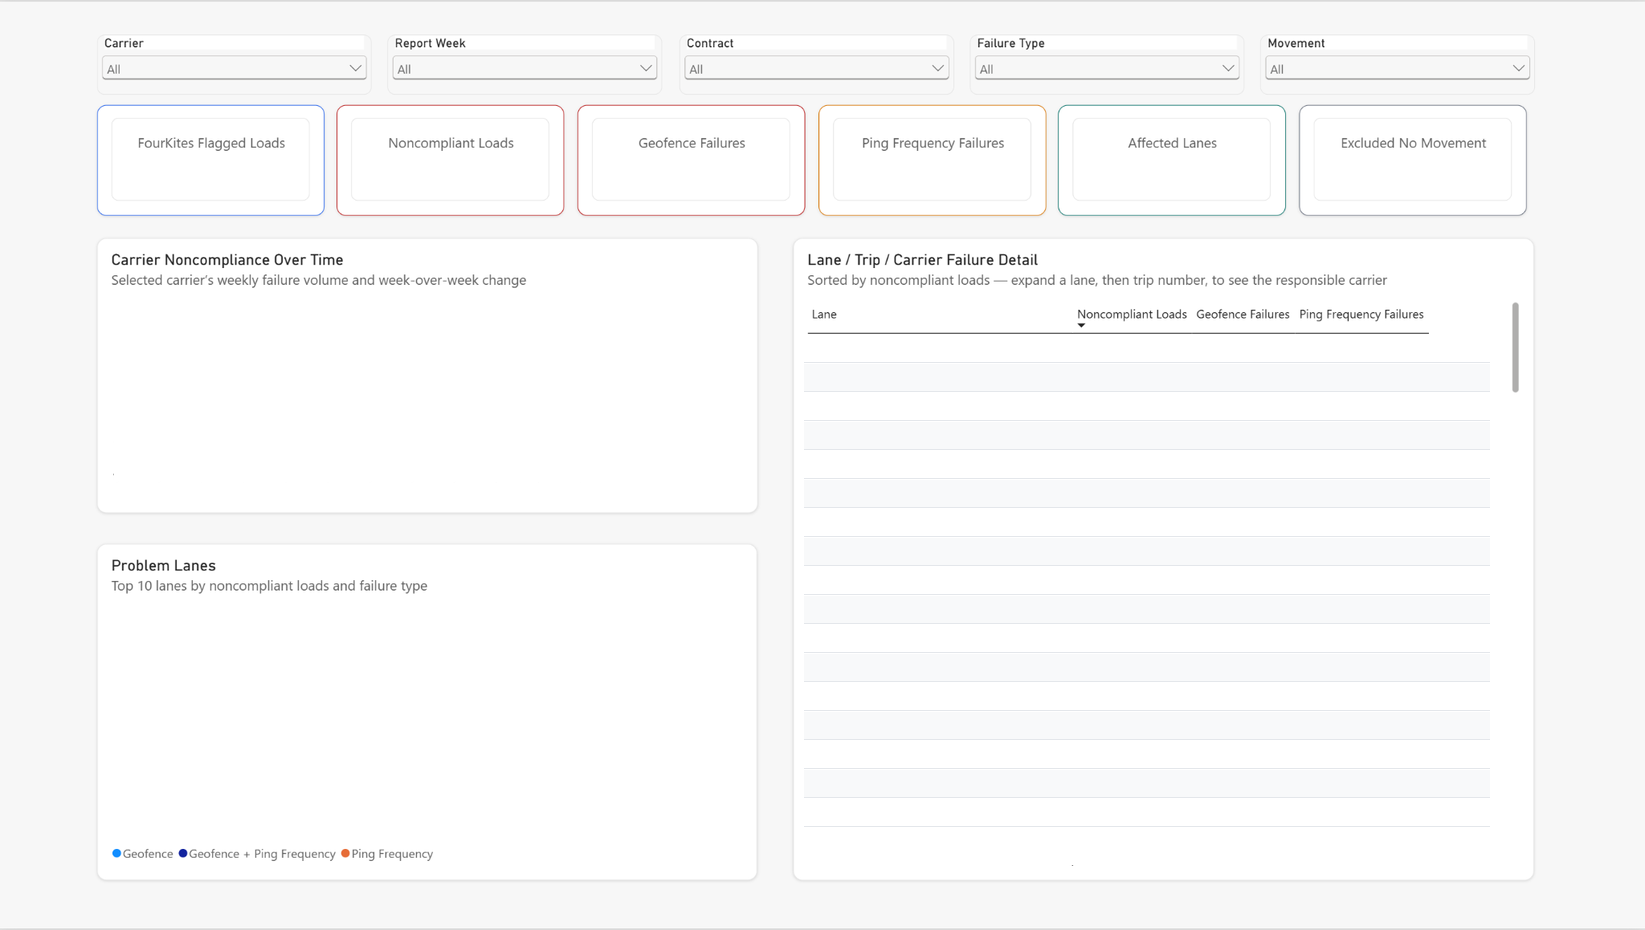 Carrier
Report Week
Contract
Failure Type
Movement
All
All
All
All
All
FourKites Flagged Loads
Noncompliant Loads
Geofence Failures
Ping Frequency Failures
Affected Lanes
Excluded No Movement
Carrier Noncompliance Over Time
Selected carrier's weekly failure volume and week-over-week change
Problem Lanes
Top 10 lanes by noncompliant loads and failure type
Geofence Geofence + Ping Frequency Ping Frequency
Lane / Trip / Carrier Failure Detail
Sorted by noncompliant loads — expand a lane, then trip number, to see the responsible carrier
Lane Noncompliant Loads Geofence Failures Ping Frequency Failures